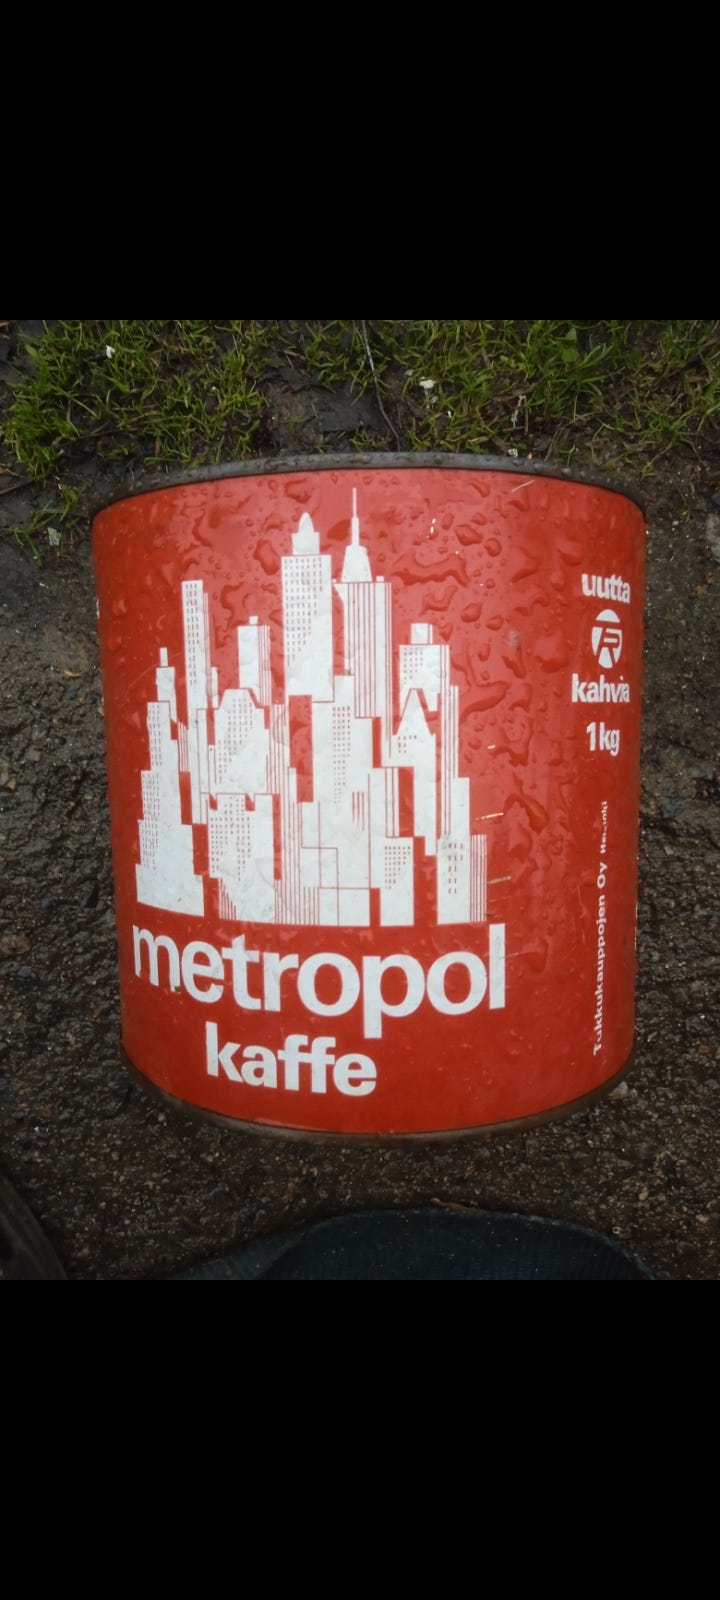 metropol
kaffe
uutta
kahvia
1kg
Tukkukauppojen Oy